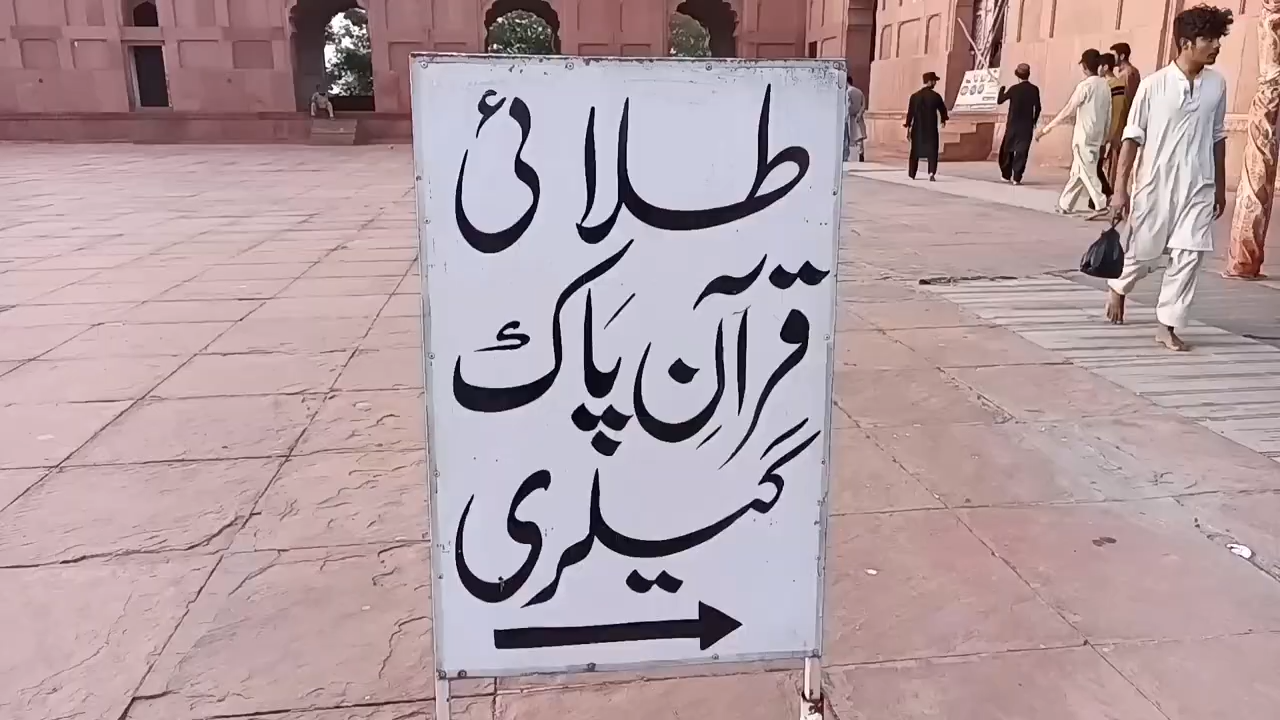 طلائی
قرآن پاک
گیلری